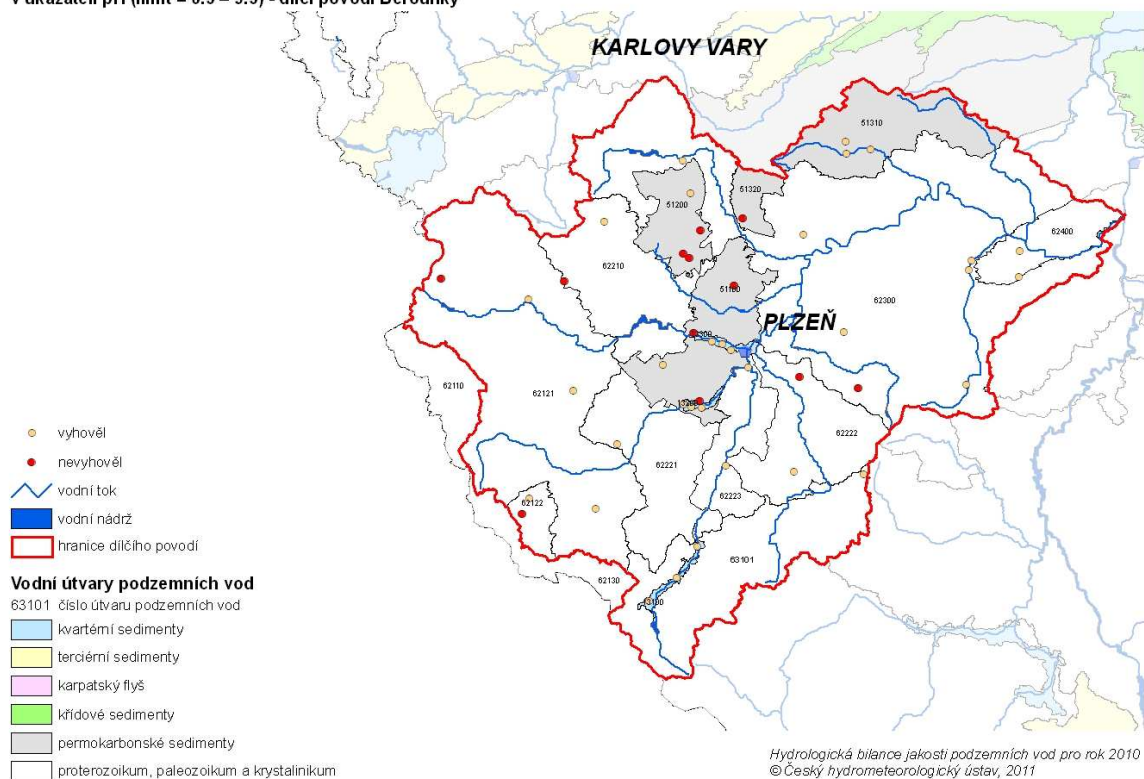 KARLOVY VARY
51310
51320
51200
62400
62210
51100
62300
PLZEŇ
62110
62121
62222
62221
62122
62223
63101
62130
vyhověl
nevyhověl
vodní tok
vodní nádrž
hranice dílčího povodí
Vodní útvary podzemních vod
63101 číslo útvaru podzemních vod
kvartérní sedimenty
terciérní sedimenty
karpatský flyš
křídové sedimenty
permokarbonské sedimenty
proterozoikum, paleozoikum a krystalinikum
Hydrologická bilance jakosti podzemních vod pro rok 2010
© Český hydrometeorologický ústav, 2011